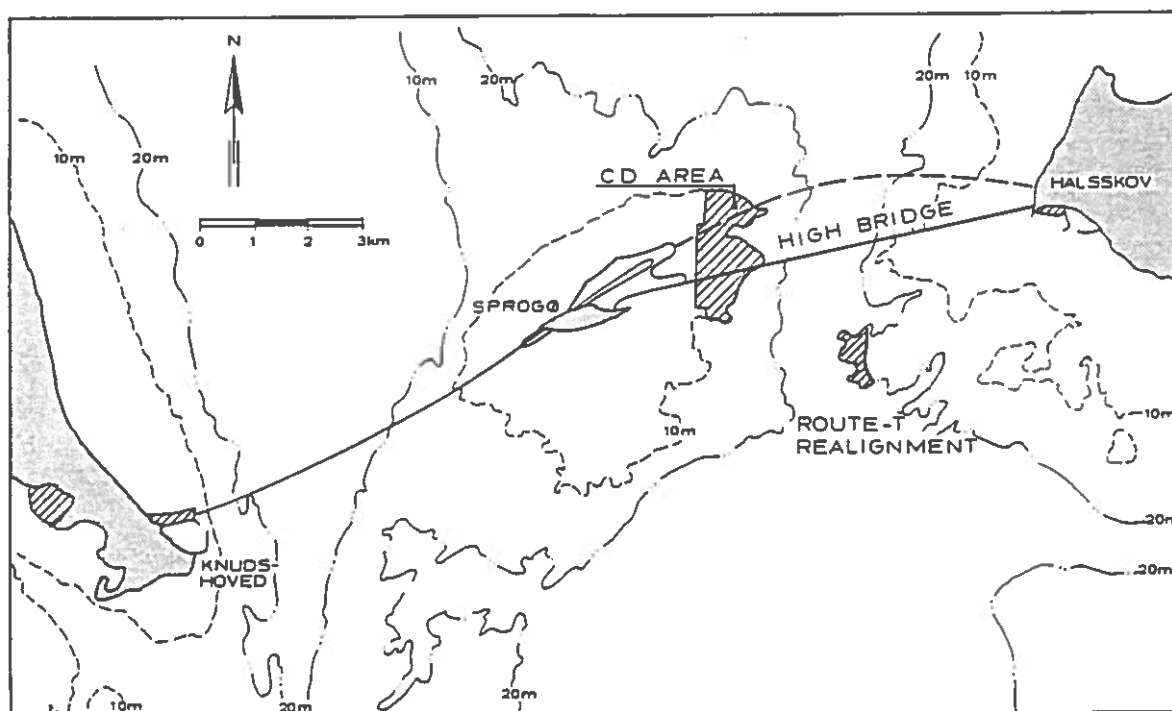 N
10m
20m
20m
10m
10m
20m
0 1 2 3km
CD AREA
HALSSKOV
HIGH BRIDGE
SPROGØ
10m
10m
ROUTE-T
REALIGNMENT
20m
KNUDS-
HOVED
20m
10m
20m
20m